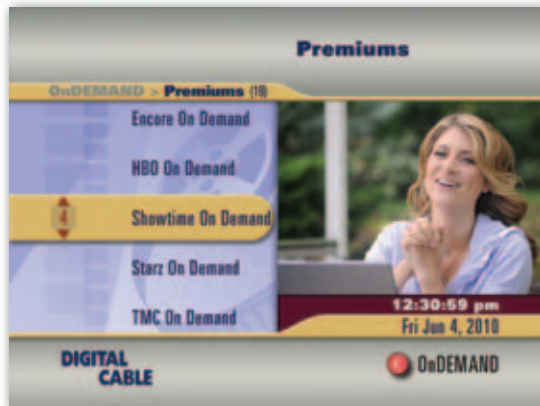 Premiums
OnDEMAND > Premiums (19)
Encore On Demand
HBO On Demand
4
Showtime On Demand
Starz On Demand
TMC On Demand
12:30:59 pm
Fri Jun 4, 2010
DIGITAL
CABLE
OnDEMAND